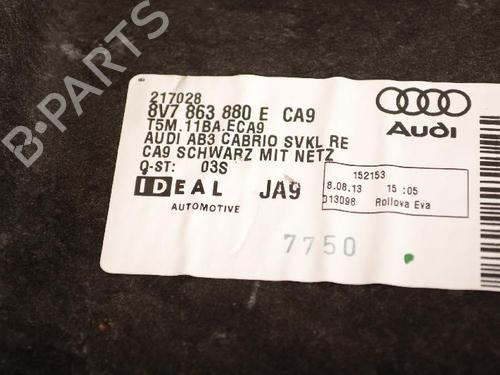 B-PARTS
217028
8V7 863 880 E CA9
T5M.11BA.ECA9
AUDI AB3 CABRIO SVKL RE
CA9 SCHWARZ MIT NETZ
Q-ST: 03S
IDEAL JA9
AUTOMOTIVE
Audi
152153
8.08.13 15:05
013098 Rollova Eva
7750